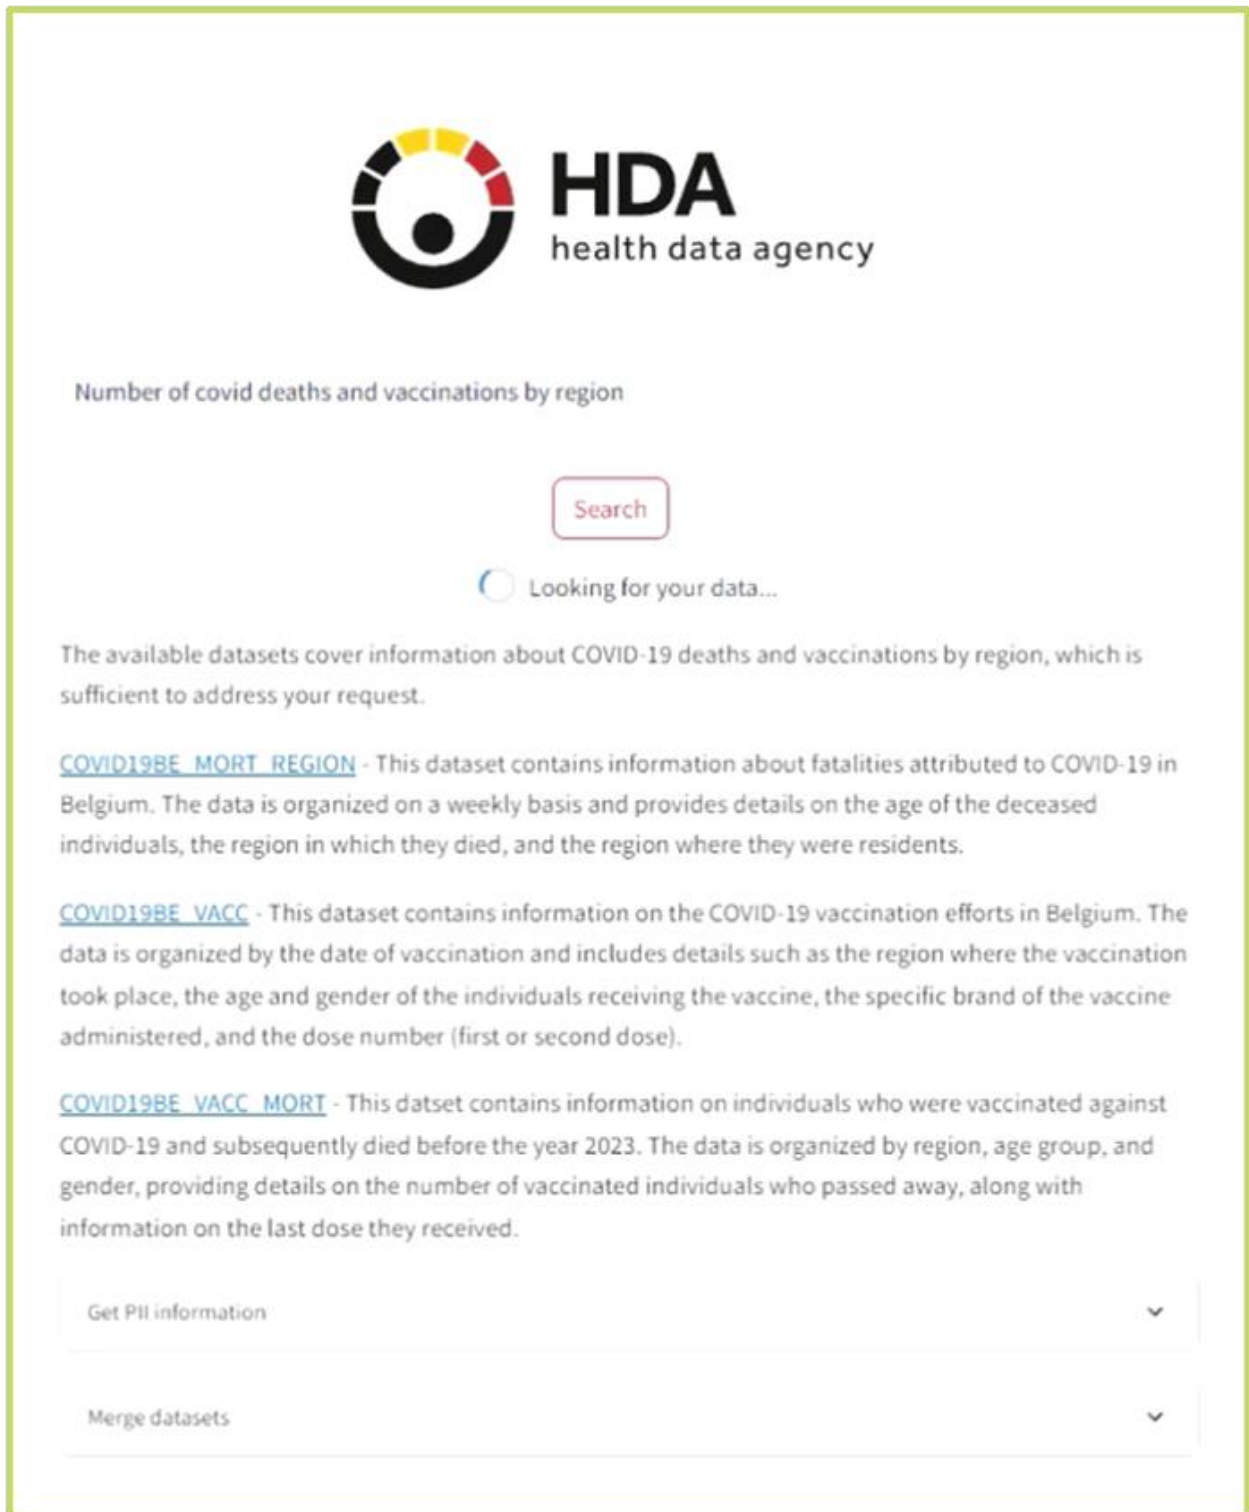 HDA
health data agency
Number of covid deaths and vaccinations by region
Search
Looking for your data...
The available datasets cover information about COVID-19 deaths and vaccinations by region, which is
sufficient to address your request.
COVID19BE_MORT_REGION - This dataset contains information about fatalities attributed to COVID-19 in
Belgium. The data is organized on a weekly basis and provides details on the age of the deceased
individuals, the region in which they died, and the region where they were residents.
COVID19BE_VACC - This dataset contains information on the COVID-19 vaccination efforts in Belgium. The
data is organized by the date of vaccination and includes details such as the region where the vaccination
took place, the age and gender of the individuals receiving the vaccine, the specific brand of the vaccine
administered, and the dose number (first or second dose).
COVID19BE_VACC_MORT - This datset contains information on individuals who were vaccinated against
COVID-19 and subsequently died before the year 2023. The data is organized by region, age group, and
gender, providing details on the number of vaccinated individuals who passed away, along with
information on the last dose they received.
Get PII information
Merge datasets